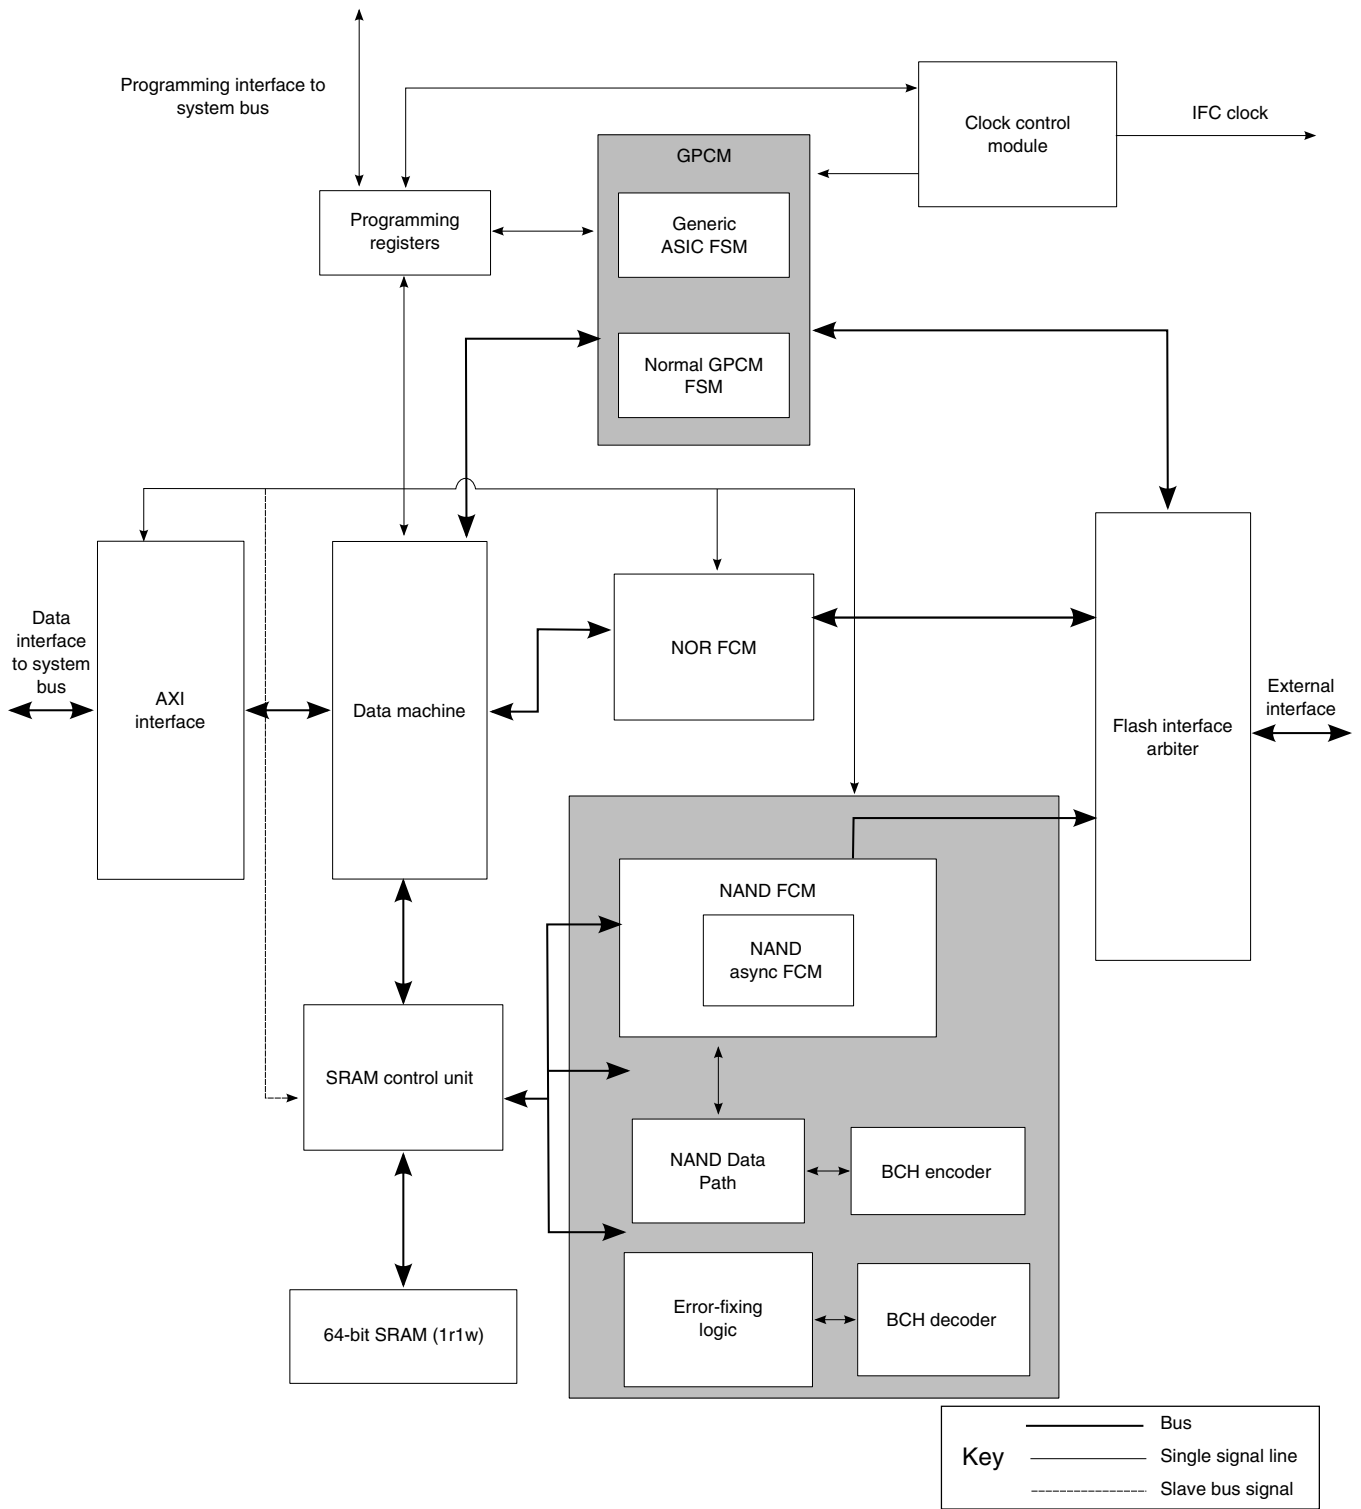 Programming interface to
system bus
Clock control
module
IFC clock
GPCM
Programming
registers
Generic
ASIC FSM
Normal GPCM
FSM
Data
interface
to system
bus
AXI
interface
Data machine
NOR FCM
Flash interface
arbiter
External
interface
NAND FCM
NAND
async FCM
SRAM control unit
NAND Data
Path
BCH encoder
64-bit SRAM (1r1w)
Error-fixing
logic
BCH decoder
Key
Bus
Single signal line
Slave bus signal